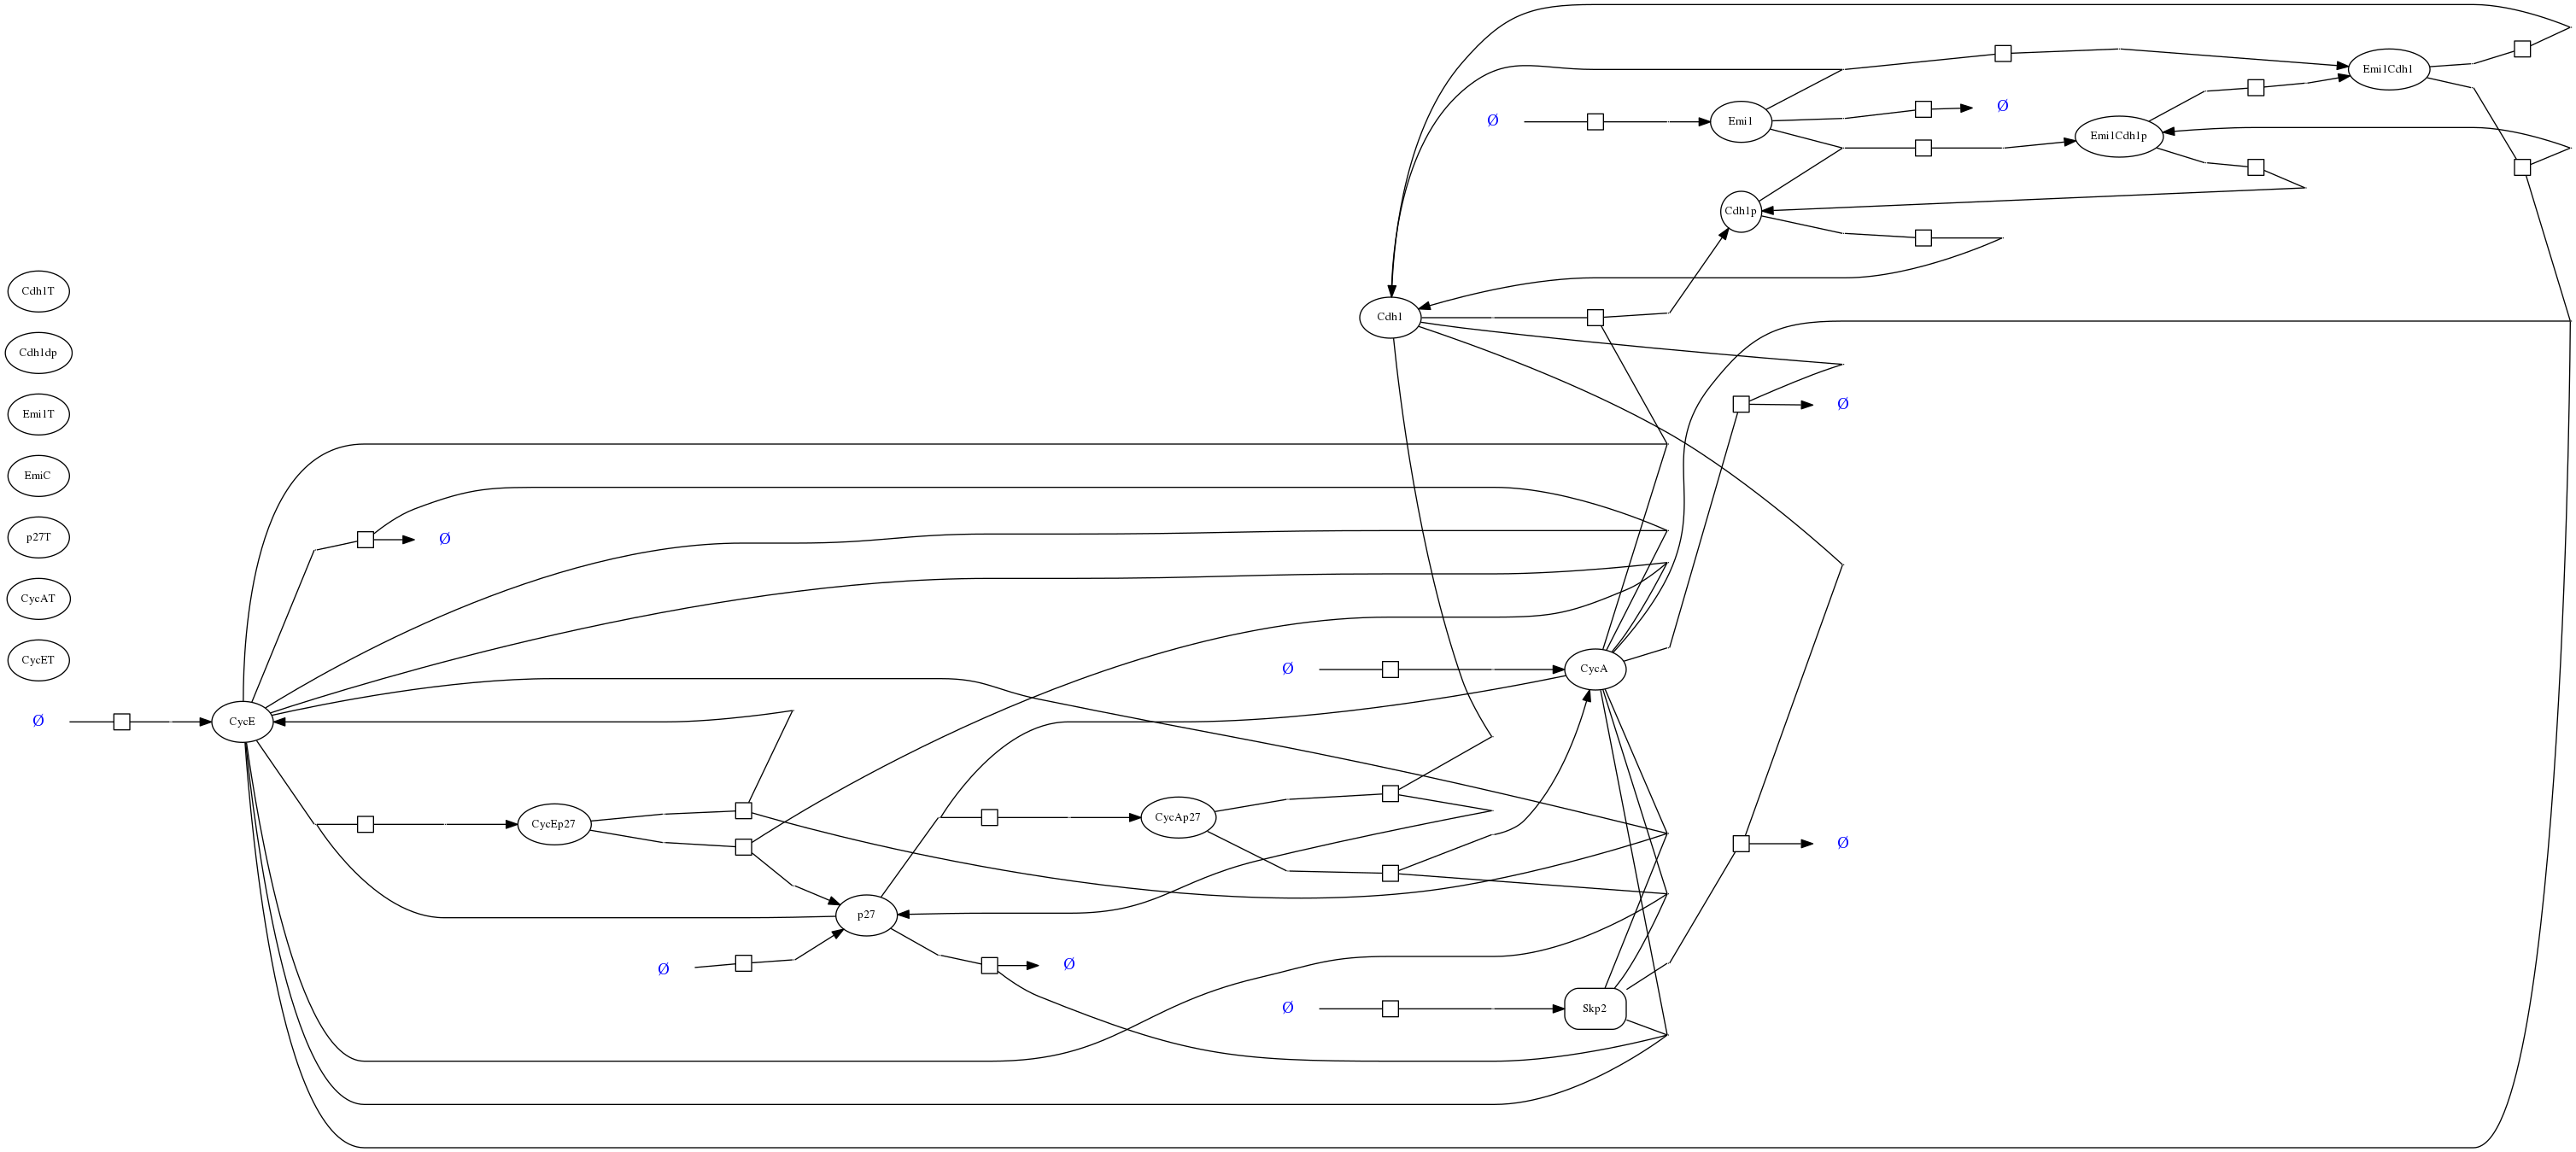 Emi1Cdh1
Ø
Emi1
Ø
Emi1Cdh1p
Cdh1p
Cdh1T
Cdh1
Cdh1dp
Ø
Emi1T
EmiC
p27T
Ø
CycAT
CycET
Ø
CycA
Ø
CycE
CycEp27
CycAp27
Ø
p27
Ø
Ø
Ø
Skp2